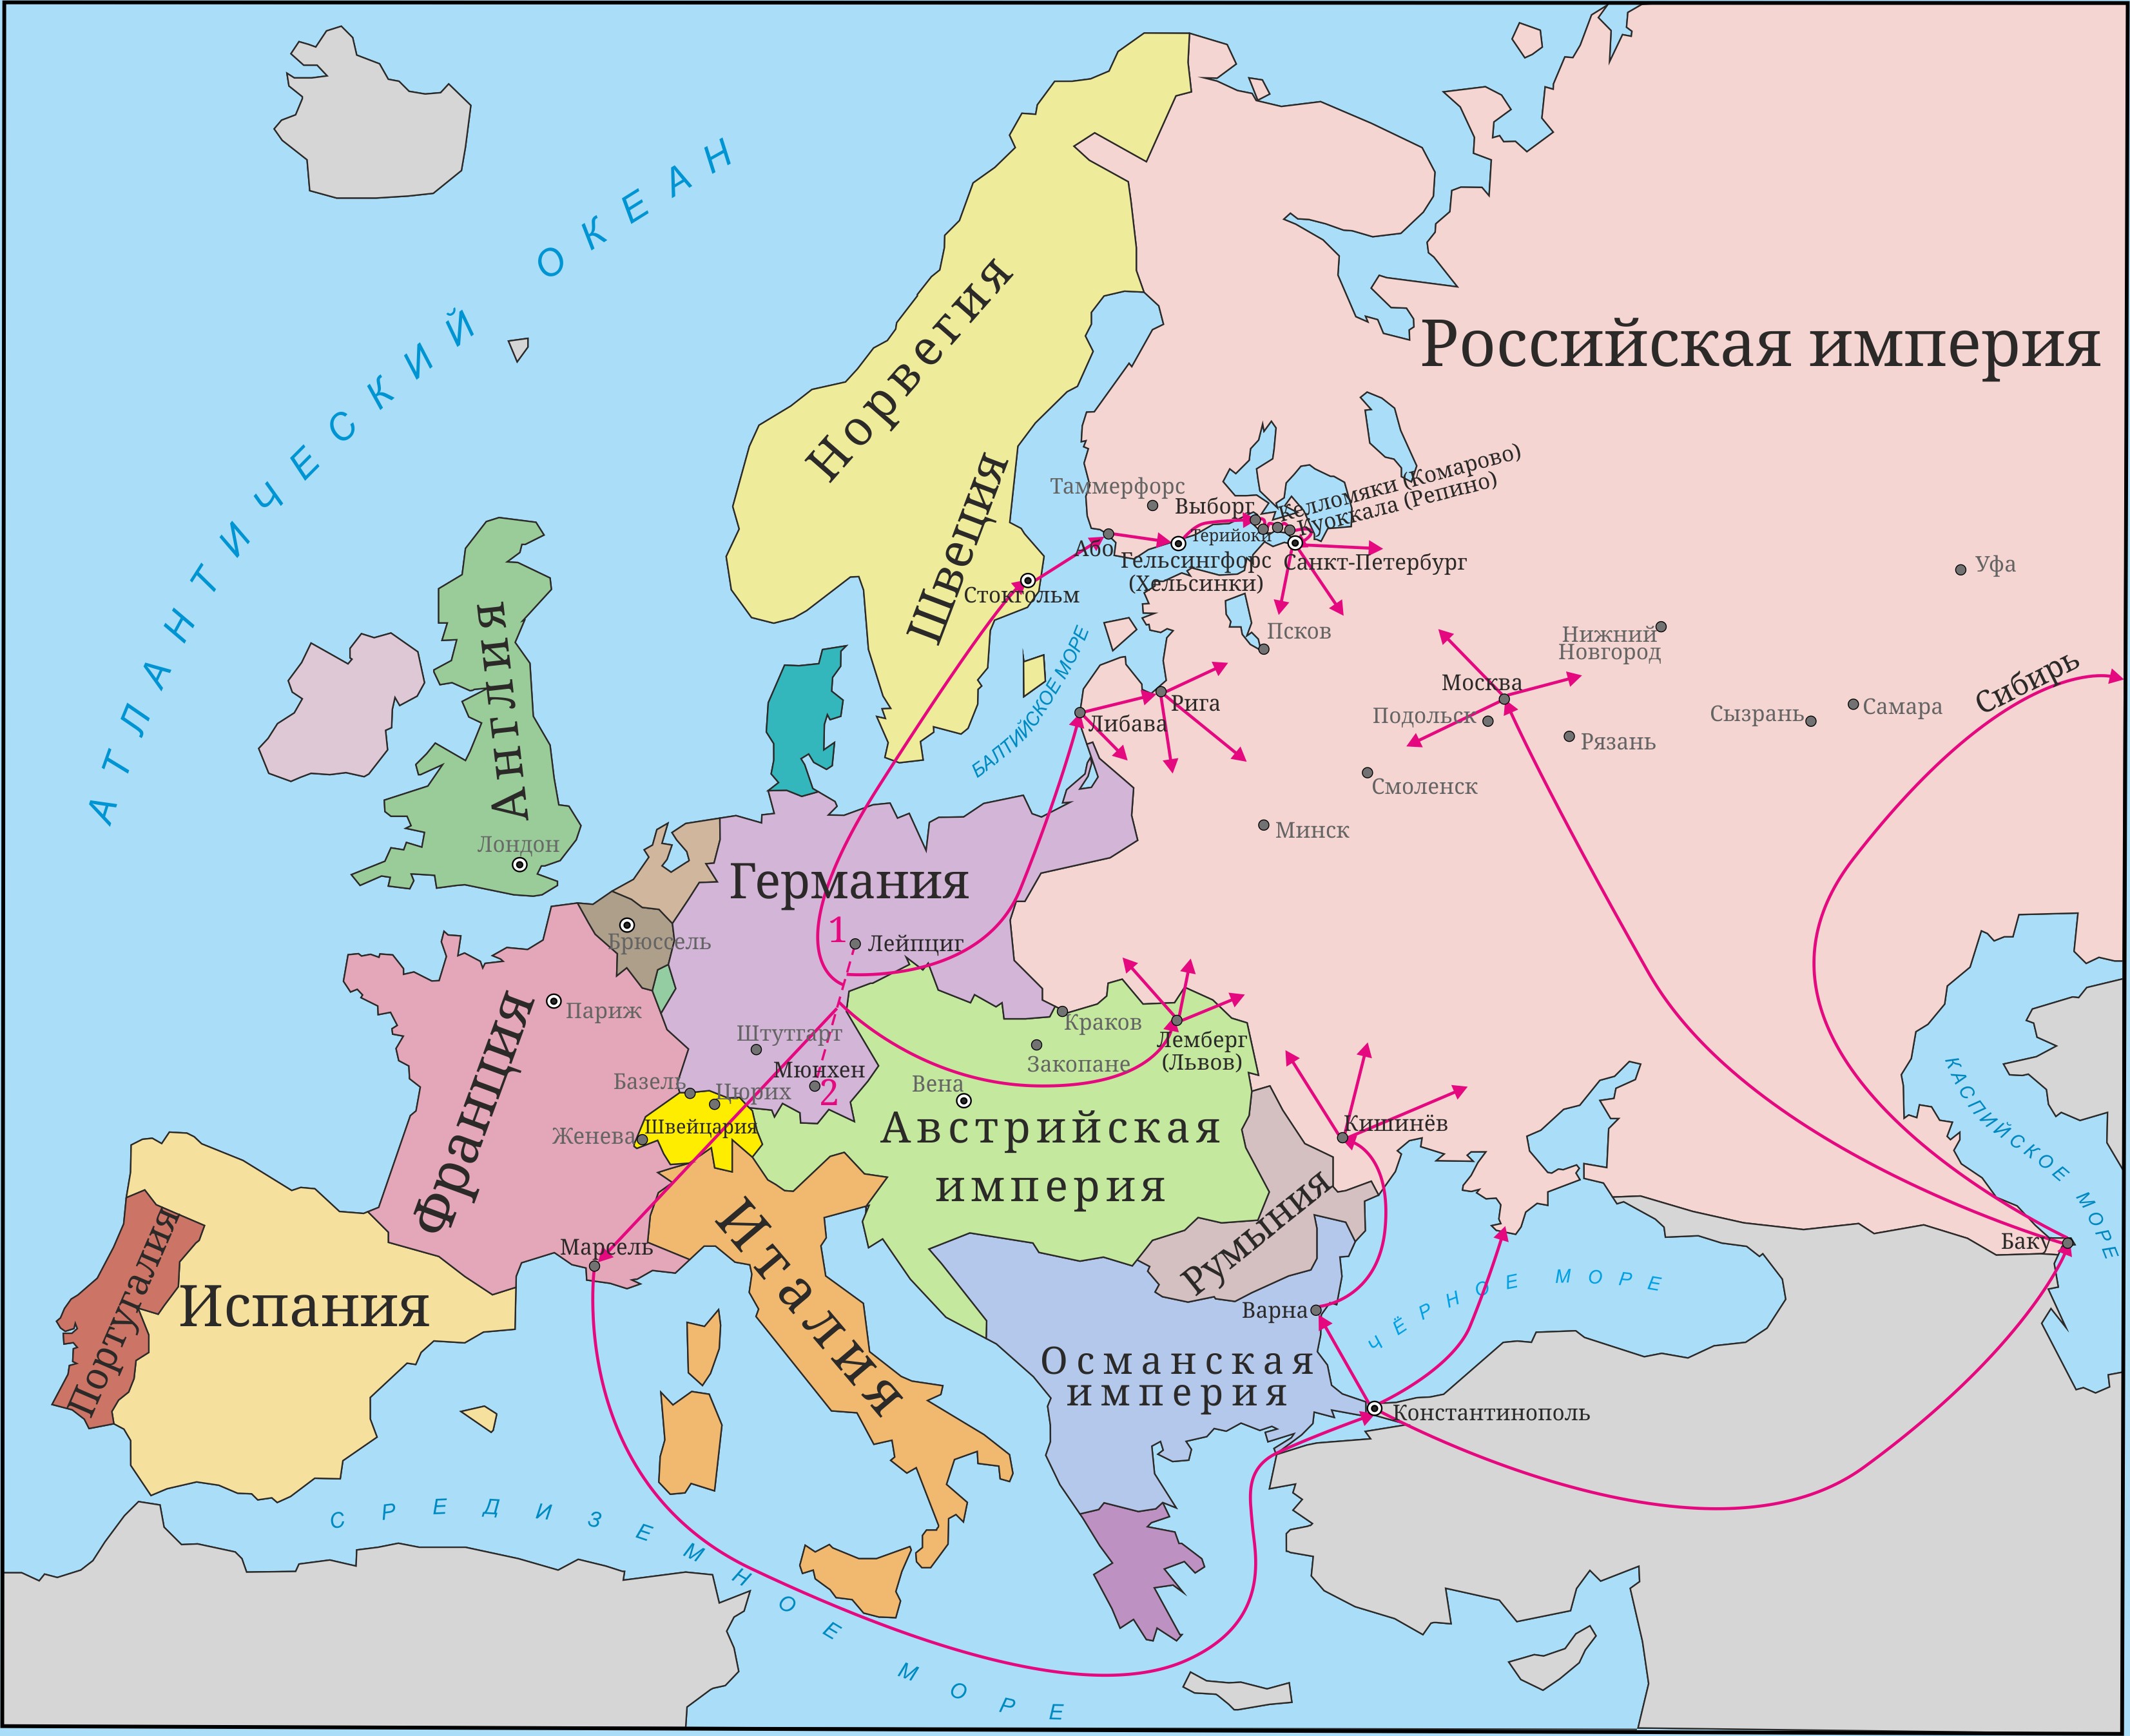 АТЛАНТИЧЕСКИЙ ОКЕАН
Норвегия
Швеция
Российская империя
Таммерфорс
Выборг
Келломяки (Комарово)
Куоккала (Репино)
Терийоки
Або
Гельсингфорс
(Хельсинки)
Санкт-Петербург
Стокгольм
Псков
Уфа
Нижний
Новгород
Москва
Подольск
Рязань
Сызрань
Самара
Сибирь
Смоленск
Минск
Рига
Либава
БАЛТИЙСКОЕ МОРЕ
Англия
Лондон
Германия
1
Лейпциг
Брюссель
Париж
Франция
Штутгарт
Мюнхен
2
Базель
Цюрих
Женева
Швейцария
Вена
Краков
Закопане
Лемберг
(Львов)
Австрийская
империя
Кишинёв
Румыния
КАСПИЙСКОЕ МОРЕ
Баку
Марсель
Италия
Испания
Португалия
Варна
ЧЁРНОЕ МОРЕ
Османская
империя
Константинополь
СРЕДИЗЕМНОЕ МОРЕ